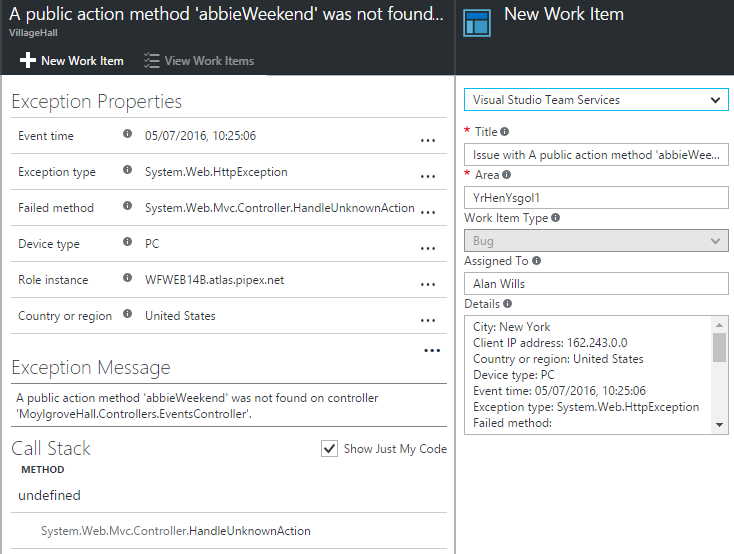 A public action method 'abbieWeekend' was not found...
VillageHall
New Work Item
View Work Items
Exception Properties
Event time 05/07/2016, 10:25:06 ...
Exception type System.Web.HttpException ...
Failed method System.Web.Mvc.Controller.HandleUnknownAction ...
Device type PC ...
Role instance WFWEB14B.atlas.pipex.net ...
Country or region United States ...
...
Exception Message
A public action method 'abbieWeekend' was not found on controller
'MoylgroveHall.Controllers.EventsController'.
Call Stack
Show Just My Code
METHOD
undefined
System.Web.Mvc.Controller.HandleUnknownAction
New Work Item
Visual Studio Team Services
* Title
Issue with A public action method 'abbieWee...
* Area
YrHenYsgol1
Work Item Type
Bug
Assigned To
Alan Wills
Details
City: New York
Client IP address: 162.243.0.0
Country or region: United States
Device type: PC
Event time: 05/07/2016, 10:25:06
Exception type: System.Web.HttpException
Failed method: